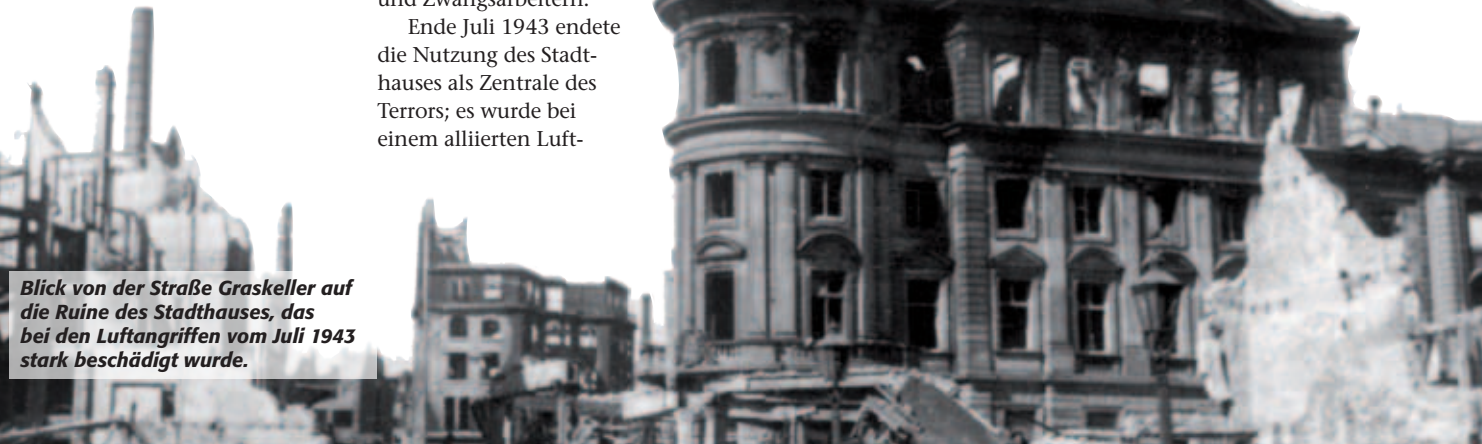 und Zwangsarbeitern.
Ende Juli 1943 endete
die Nutzung des Stadt-
hauses als Zentrale des
Terrors; es wurde bei
einem alliierten Luft-
Blick von der Straße Graskeller auf
die Ruine des Stadthauses, das
bei den Luftangriffen vom Juli 1943
stark beschädigt wurde.